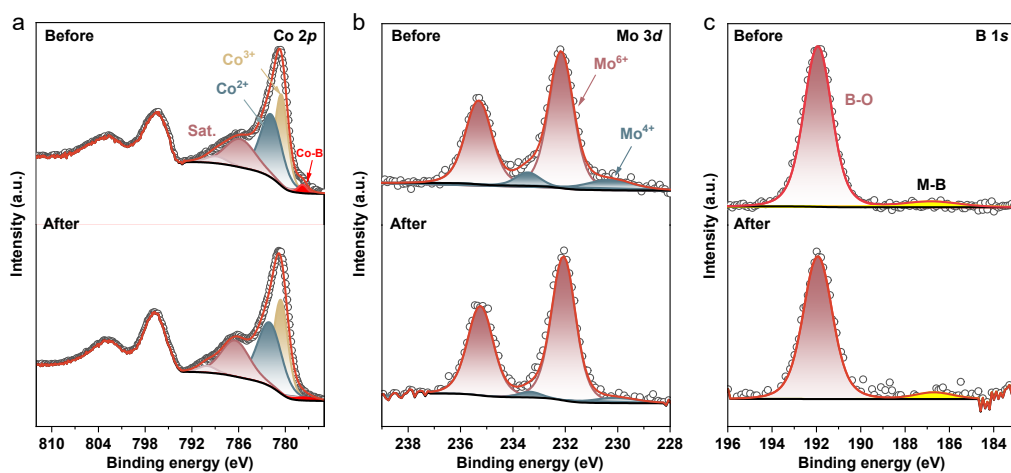 a
Before
Co 2p
Co3+
Co2+
Sat.
Co-B
After
Intensity (a.u.)
810 804 798 792 786 780
Binding energy (eV)
b
Before
Mo 3d
Mo6+
Mo4+
After
Intensity (a.u.)
238 236 234 232 230 228
Binding energy (eV)
c
Before
B 1s
B-O
M-B
After
Intensity (a.u.)
196 194 192 190 188 186 184
Binding energy (eV)